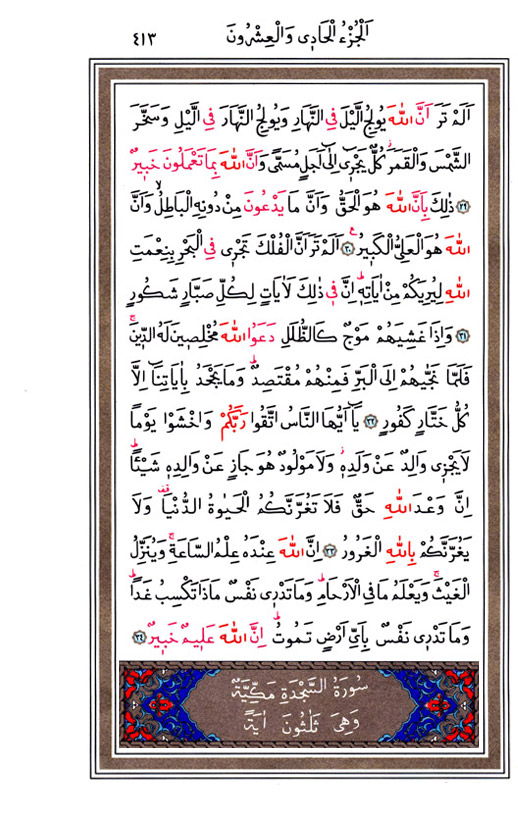 اَلْجُزْءُ الْحَادِى وَالْعِشْرُونَ ٤١٣
اَلَمْ تَرَ اَنَّ اللّٰهَ يُولِجُ الَّيْلَ فِى النَّهَارِ وَيُولِجُ النَّهَارَ فِى الَّيْلِ وَسَخَّرَ
الشَّمْسَ وَالْقَمَرَۘ كُلٌّ يَجْرٖٓى اِلٰٓى اَجَلٍ مُسَمًّى وَاَنَّ اللّٰهَ بِمَا تَعْمَلُونَ خَبٖيرٌ
﴿٢٩﴾ ذٰلِكَ بِاَنَّ اللّٰهَ هُوَ الْحَقُّ وَاَنَّ مَا يَدْعُونَ مِنْ دُونِهِ الْبَاطِلُۙ وَاَنَّ
اللّٰهَ هُوَ الْعَلِىُّ الْكَبٖيرُ ﴿٣٠﴾ اَلَمْ تَرَ اَنَّ الْفُلْكَ تَجْرٖى فِى الْبَحْرِ بِنِعْمَتِ
اللّٰهِ لِيُرِيَكُمْ مِنْ اٰيَاتِهٖؕ اِنَّ فٖى ذٰلِكَ لَاٰيَاتٍ لِكُلِّ صَبَّارٍ شَكُورٍ
﴿٣١﴾ وَاِذَا غَشِيَهُمْ مَوْجٌ كَالظُّلَلِ دَعَوُا اللّٰهَ مُخْلِصٖينَ لَهُ الدّٖينَۚ
فَلَمَّا نَجّٰيهُمْ اِلَى الْبَرِّ فَمِنْهُمْ مُقْتَصِدٌؕ وَمَا يَجْحَدُ بِاٰيَاتِنَٓا اِلَّا
كُلُّ خَتَّارٍ كَفُورٍ ﴿٣٢﴾ يَٓا اَيُّهَا النَّاسُ اتَّقُوا رَبَّكُمْ وَاخْشَوْا يَوْمًا
لَا يَجْزٖى وَالِدٌ عَنْ وَلَدِهٖ وَلَا مَوْلُودٌ هُوَ جَازٍ عَنْ وَالِدِهٖ شَيْـًٔاؕ
اِنَّ وَعْدَ اللّٰهِ حَقٌّ فَلَا تَغُرَّنَّكُمُ الْحَيٰوةُ الدُّنْيَا وَلَا
يَغُرَّنَّكُمْ بِاللّٰهِ الْغَرُورُ ﴿٣٣﴾ اِنَّ اللّٰهَ عِنْدَهُ عِلْمُ السَّاعَةِۚ وَيُنَزِّلُ
الْغَيْثَۚ وَيَعْلَمُ مَا فِى الْاَرْحَامِؕ وَمَا تَدْرٖى نَفْسٌ مَاذَا تَكْسِبُ غَدًاؕ
وَمَا تَدْرٖى نَفْسٌ بِاَىِّ اَرْضٍ تَمُوتُؕ اِنَّ اللّٰهَ عَلٖيمٌ خَبٖيرٌ ﴿٣٤﴾
سُورَةُ السَّجْدَةِ مَكِّيَّةٌ
وَهِىَ ثَلٰثُونَ اٰيَةً